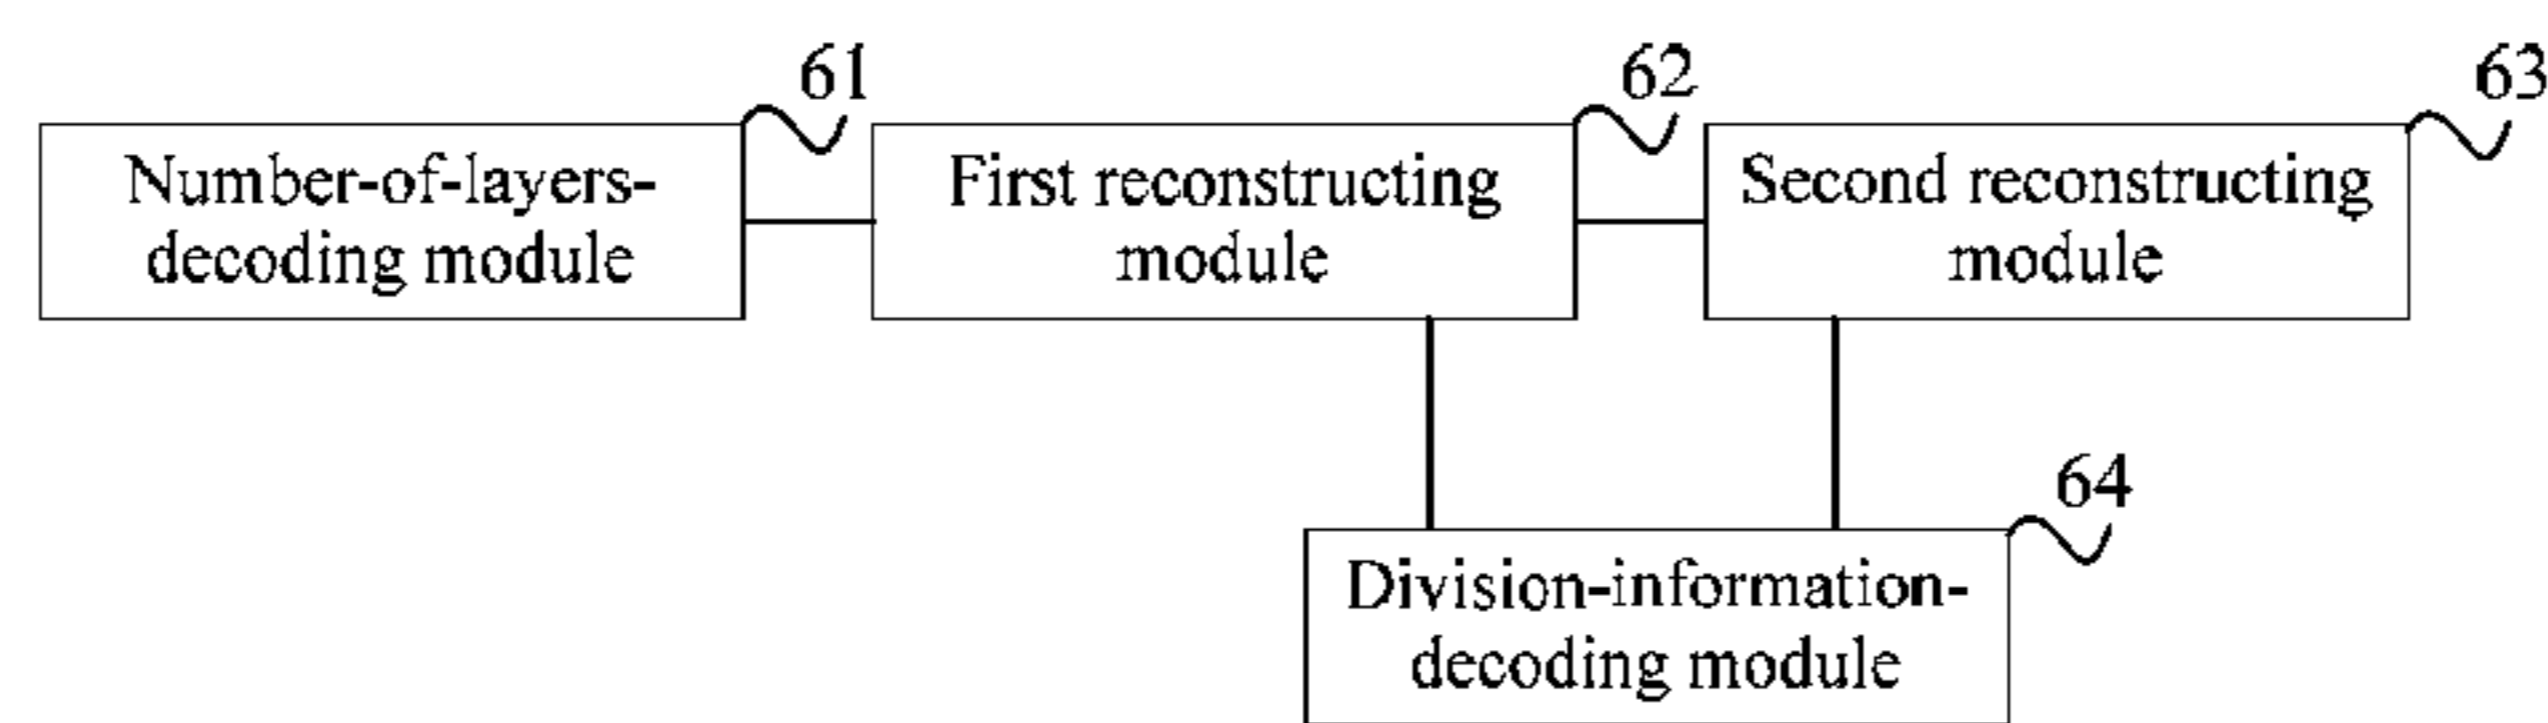 61
62
63
Number-of-layers-
decoding module
First reconstructing
module
Second reconstructing
module
64
Division-information-
decoding module